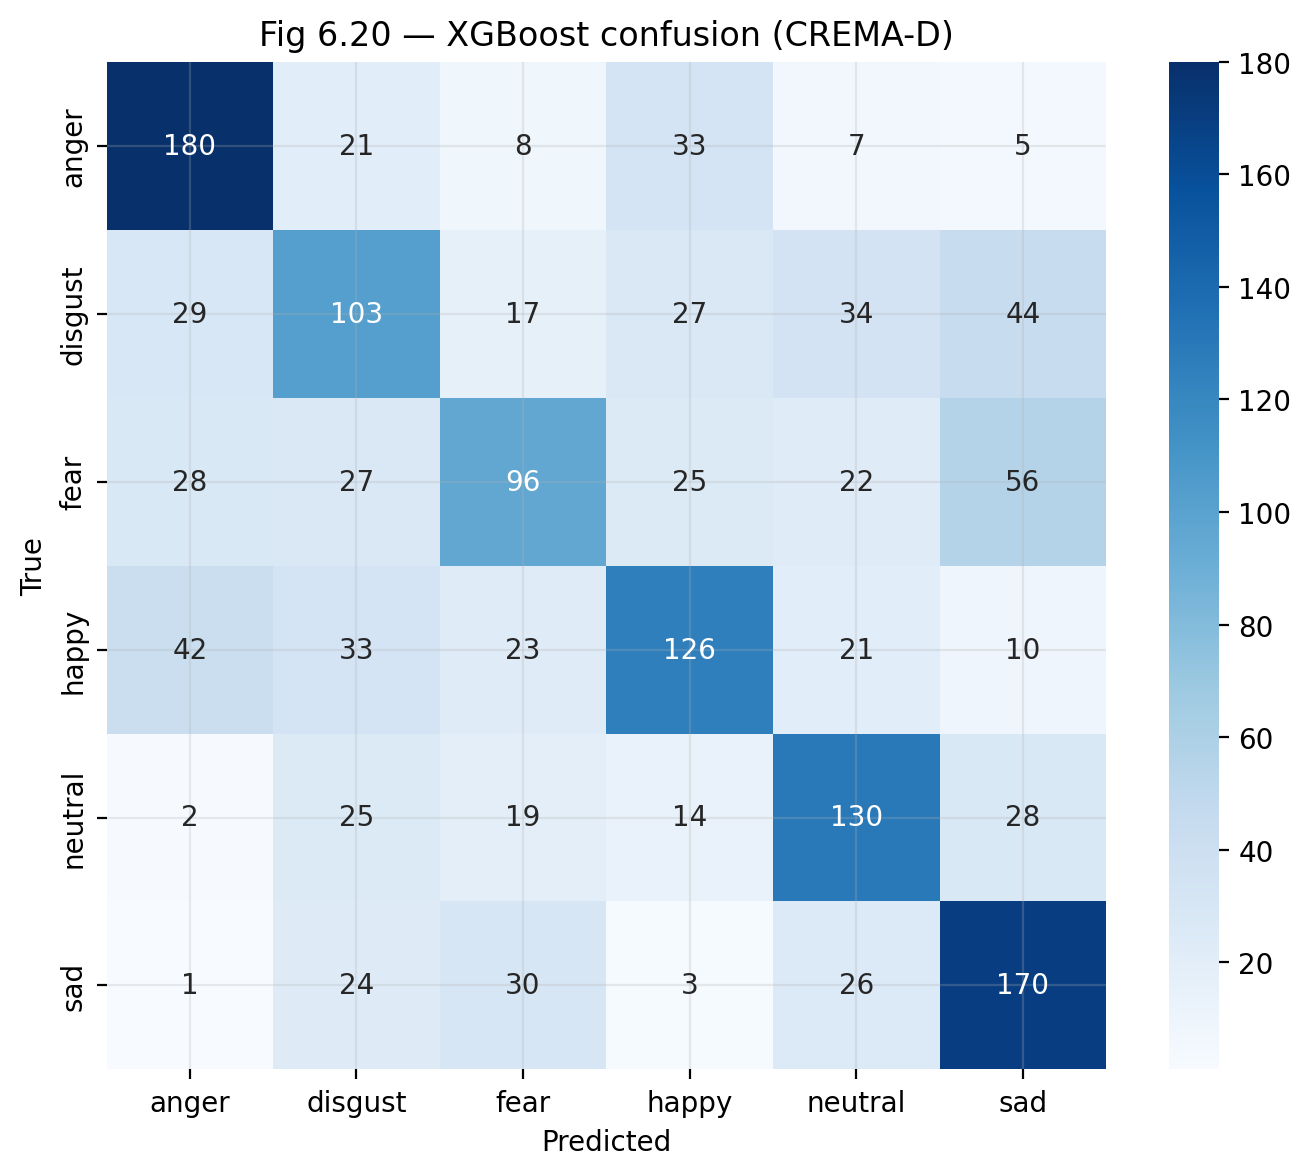 Fig 6.20 — XGBoost confusion (CREMA-D)
True
anger 180 21 8 33 7 5
disgust 29 103 17 27 34 44
fear 28 27 96 25 22 56
happy 42 33 23 126 21 10
neutral 2 25 19 14 130 28
sad 1 24 30 3 26 170
anger disgust fear happy neutral sad
Predicted
180
160
140
120
100
80
60
40
20